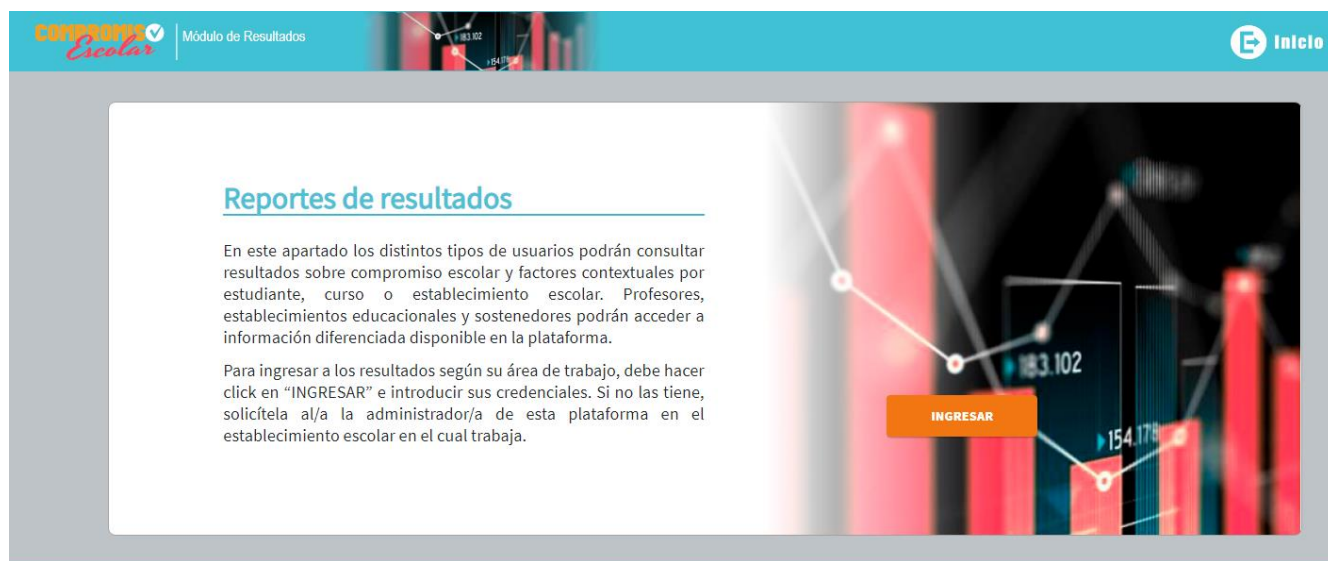 COMPROMISO
Escolar
Módulo de Resultados
183.102
154.178
Inicio
Reportes de resultados
En este apartado los distintos tipos de usuarios podrán consultar
resultados sobre compromiso escolar y factores contextuales por
estudiante, curso o establecimiento escolar. Profesores,
establecimientos educacionales y sostenedores podrán acceder a
información diferenciada disponible en la plataforma.
Para ingresar a los resultados según su área de trabajo, debe hacer
click en “INGRESAR” e introducir sus credenciales. Si no las tiene,
solicítela al/a la administrador/a de esta plataforma en el
establecimiento escolar en el cual trabaja.
183.102
INGRESAR
154.178